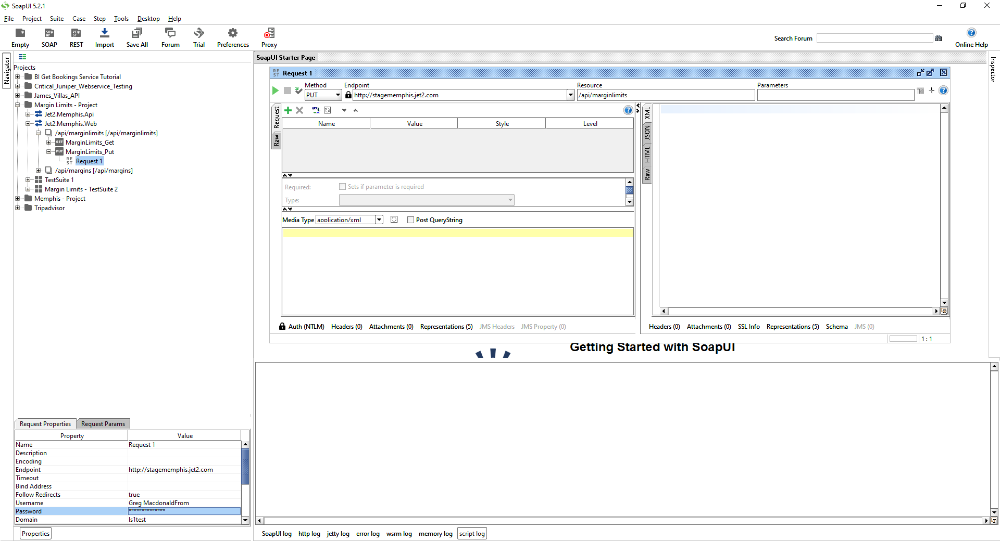 SoapUI 5.2.1
File Project Suite Case Step Tools Desktop Help
Empty SOAP REST Import Save All Forum Trial Preferences Proxy
Search Forum
Online Help
Navigator
Projects
BI Get Bookings Service Tutorial
Critical_Juniper_Webservice_Testing
James_Villas_API
Margin Limits - Project
Jet2.Memphis.Api
Jet2.Memphis.Web
/api/marginlimits [/api/marginlimits]
GET MarginLimits_Get
PUT MarginLimits_Put
REST Request 1
/api/margins [/api/margins]
TestSuite 1
Margin Limits - TestSuite 2
Memphis - Project
Tripadvisor
SoapUI Starter Page
Inspector
REST Request 1
Method Endpoint Resource Parameters
PUT http://stagememphis.jet2.com /api/marginlimits
Request
Raw
Name Value Style Level
Required: Sets if parameter is required
Type:
Media Type application/xml Post QueryString
XML
JSON
HTML
Raw
Auth (NTLM) Headers (0) Attachments (0) Representations (5) JMS Headers JMS Property (0)
Headers (0) Attachments (0) SSL Info Representations (5) Schema JMS (0)
1 : 1
Getting Started with SoapUI
Request Properties Request Params
Property Value
Name Request 1
Description
Encoding
Endpoint http://stagememphis.jet2.com
Timeout
Bind Address
Follow Redirects true
Username Greg MacdonaldFrom
Password **************
Domain ls1test
Properties
SoapUI log http log jetty log error log wsrm log memory log script log